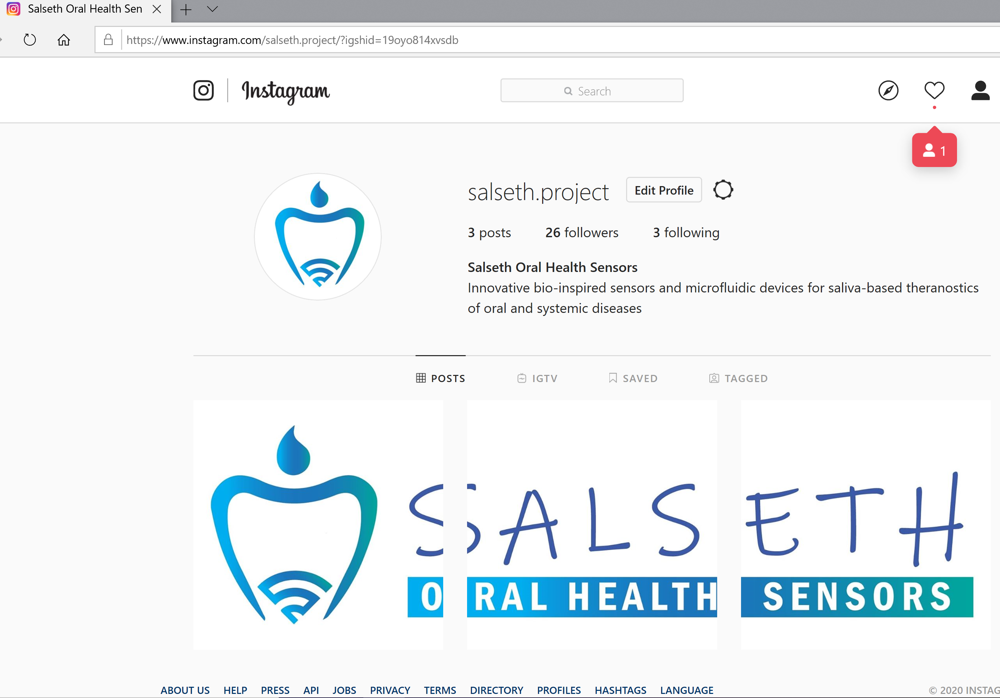 Salseth Oral Health Sen
https://www.instagram.com/salseth.project/?igshid=19oyo814xvsdb
Instagram
Search
1
salseth.project Edit Profile
3 posts 26 followers 3 following
Salseth Oral Health Sensors
Innovative bio-inspired sensors and microfluidic devices for saliva-based theranostics
of oral and systemic diseases
POSTS IGTV SAVED TAGGED
SALSETH
ORAL HEALTH SENSORS
ABOUT US HELP PRESS API JOBS PRIVACY TERMS DIRECTORY PROFILES HASHTAGS LANGUAGE © 2020 INSTAG